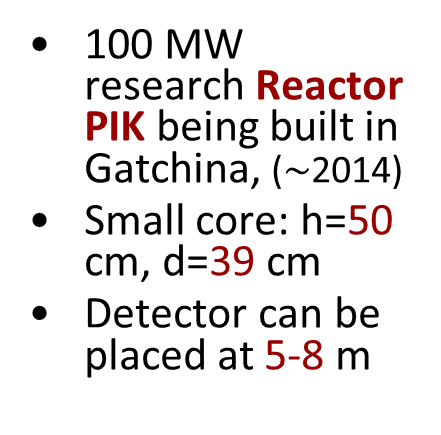 • 100 MW
research Reactor
PIK being built in
Gatchina, (~2014)
• Small core: h=50
cm, d=39 cm
• Detector can be
placed at 5-8 m